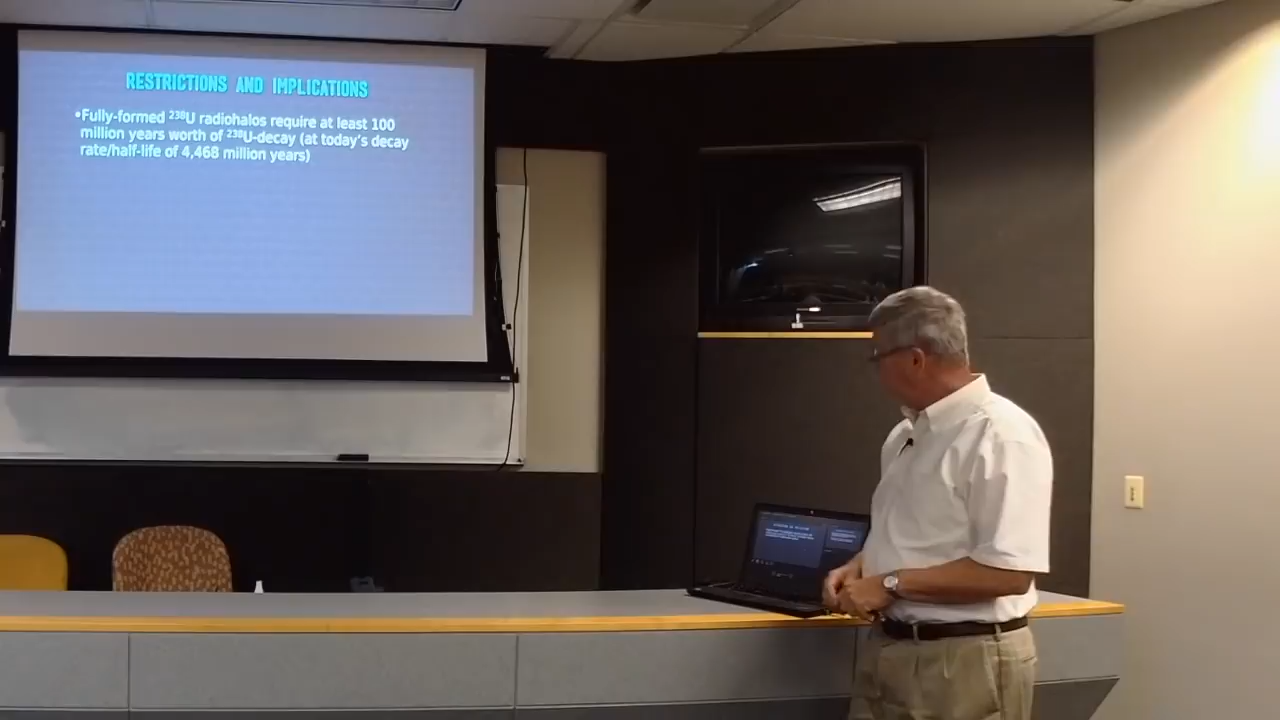 RESTRICTIONS AND IMPLICATIONS
•Fully-formed ²³⁸U radiohalos require at least 100
million years worth of ²³⁸U-decay (at today's decay
rate/half-life of 4,468 million years)